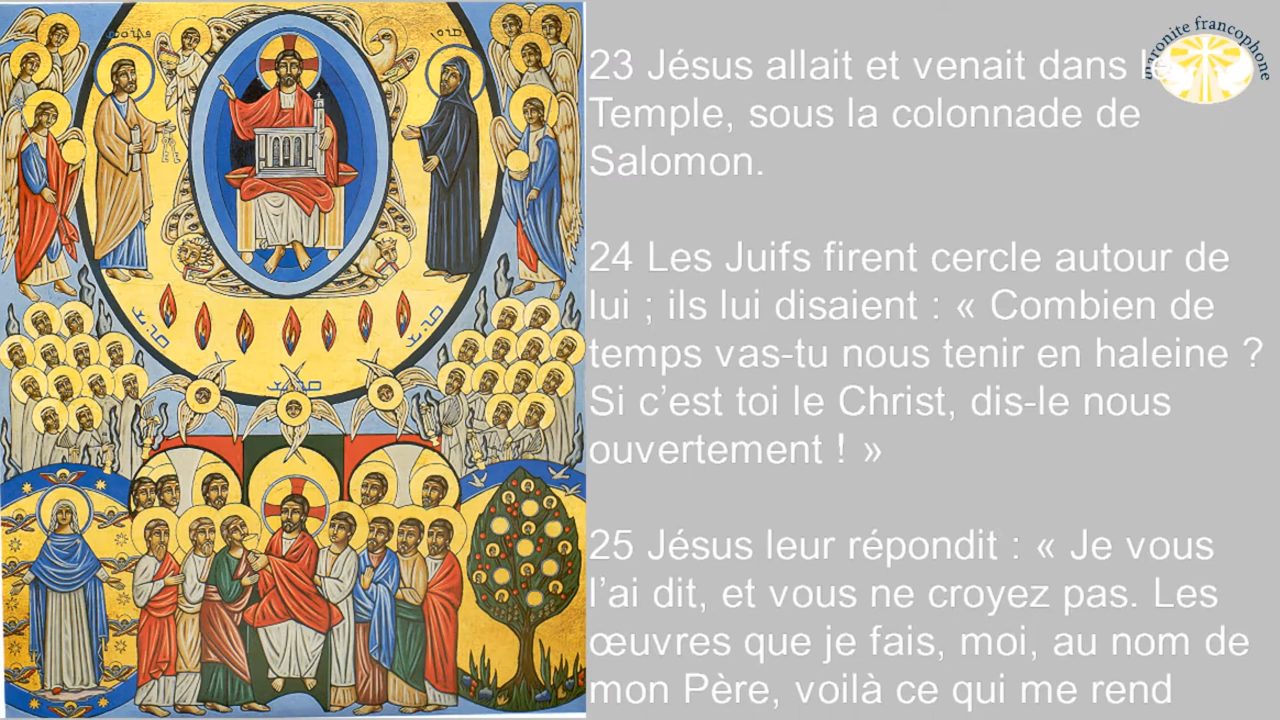 maronite francophone
23 Jésus allait et venait dans le
Temple, sous la colonnade de
Salomon.
24 Les Juifs firent cercle autour de
lui ; ils lui disaient : « Combien de
temps vas-tu nous tenir en haleine ?
Si c’est toi le Christ, dis-le nous
ouvertement ! »
25 Jésus leur répondit : « Je vous
l’ai dit, et vous ne croyez pas. Les
œuvres que je fais, moi, au nom de
mon Père, voilà ce qui me rend